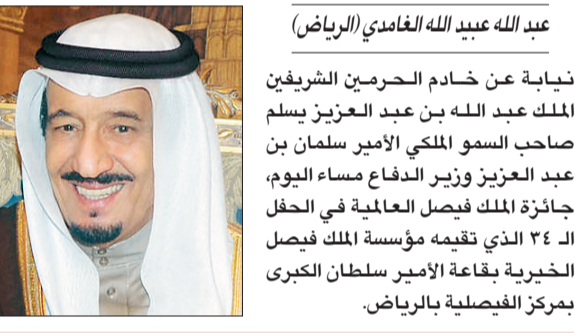 عبد الله عبيد الله الغامدي (الرياض)
نيابة عن خادم الحرمين الشريفين
الملك عبد الله بن عبد العزيز يسلم
صاحب السمو الملكي الأمير سلمان بن
عبد العزيز وزير الدفاع مساء اليوم،
جائزة الملك فيصل العالمية في الحفل
الـ ٣٤ الذي تقيمه مؤسسة الملك فيصل
الخيرية بقاعة الأمير سلطان الكبرى
بمركز الفيصلية بالرياض.